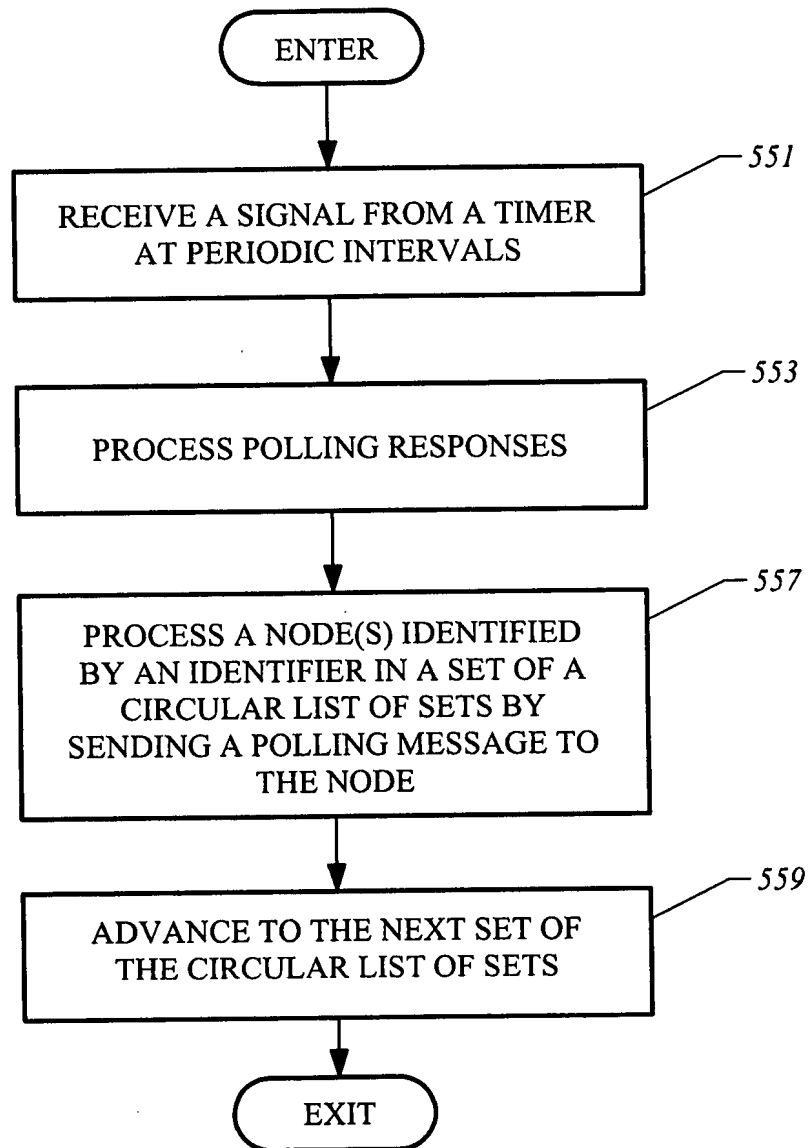 ENTER
551
RECEIVE A SIGNAL FROM A TIMER
AT PERIODIC INTERVALS
553
PROCESS POLLING RESPONSES
557
PROCESS A NODE(S) IDENTIFIED
BY AN IDENTIFIER IN A SET OF A
CIRCULAR LIST OF SETS BY
SENDING A POLLING MESSAGE TO
THE NODE
559
ADVANCE TO THE NEXT SET OF
THE CIRCULAR LIST OF SETS
EXIT